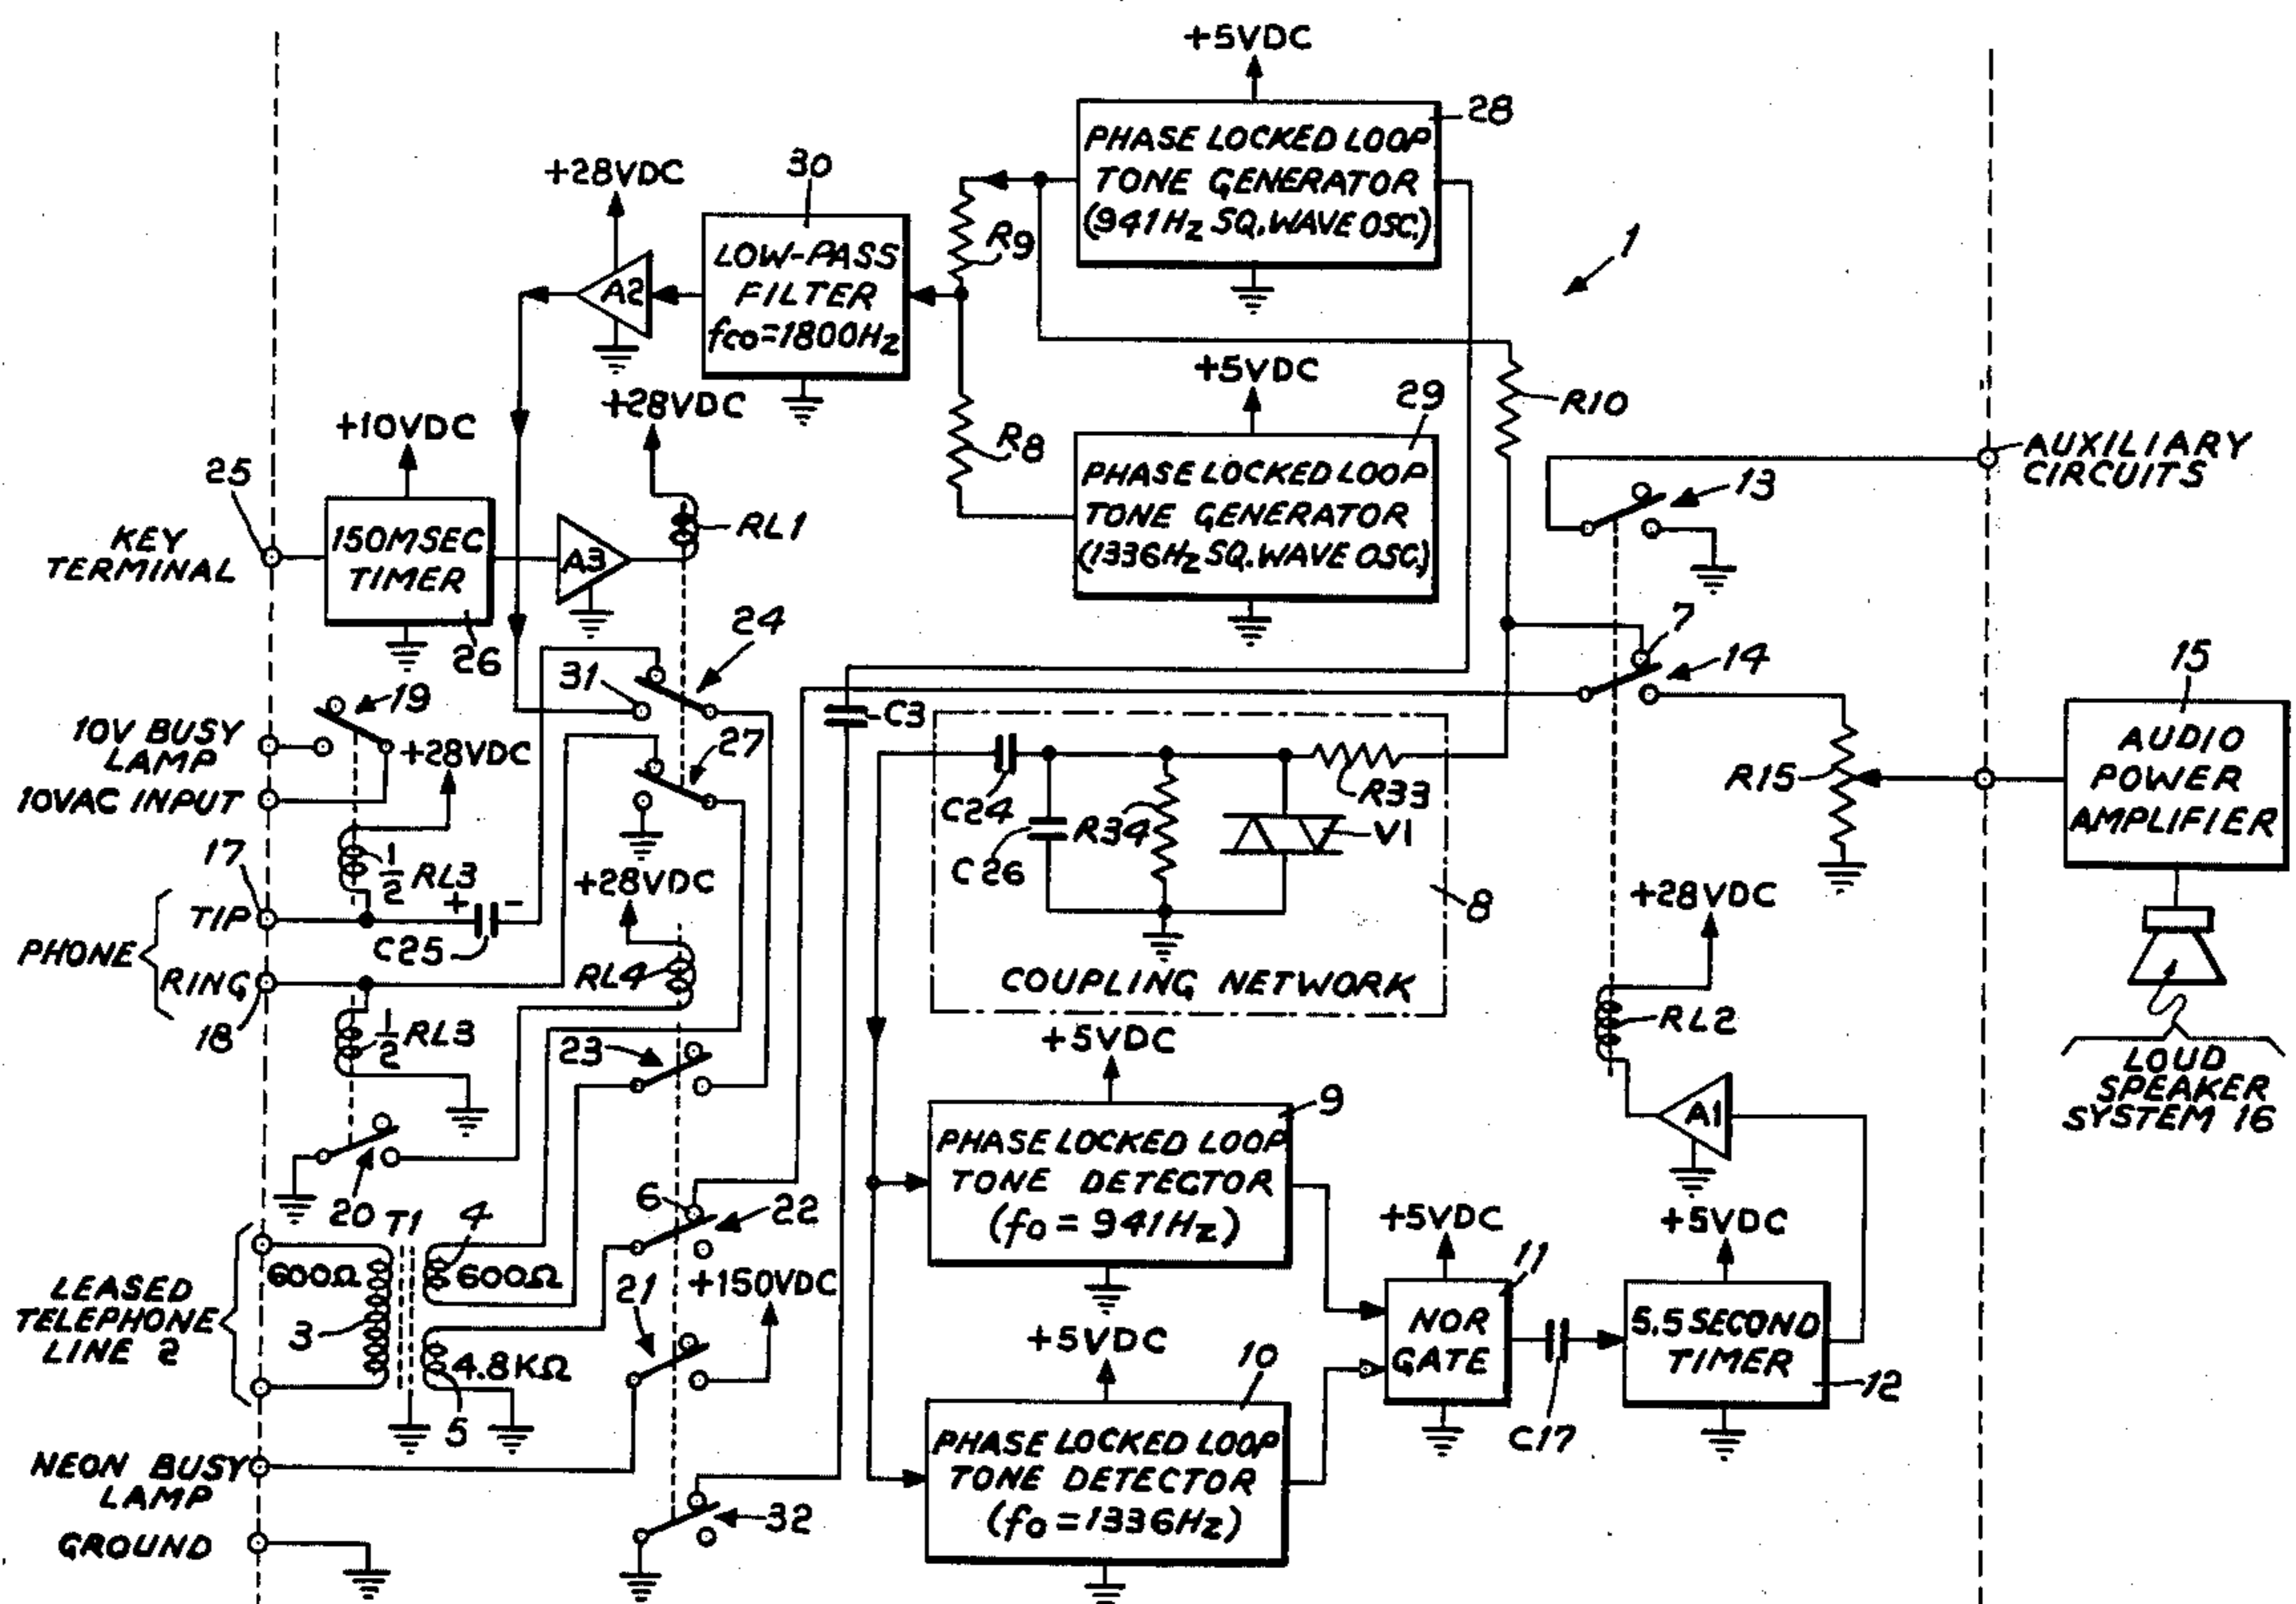 +5VDC
28
PHASE LOCKED LOOP
TONE GENERATOR
(941Hz SQ.WAVE OSC.)
1
+28VDC
30
LOW-PASS
FILTER
fco=1800Hz
A2
R9
+5VDC
29
PHASE LOCKED LOOP
TONE GENERATOR
(1336Hz SQ.WAVE OSC.)
R8
R10
+28VDC
RL1
+10VDC
25
KEY
TERMINAL
150MSEC
TIMER
26
A3
AUXILIARY
CIRCUITS
13
7
14
24
31
27
19
10V BUSY
LAMP
10VAC INPUT
+28VDC
1/2 RL3
17
TIP
PHONE
RING
18
+ -
C25
1/2 RL3
+28VDC
RL4
C3
C24
C26
R34
R33
V1
8
COUPLING NETWORK
R15
15
AUDIO
POWER
AMPLIFIER
LOUD
SPEAKER
SYSTEM 16
+28VDC
RL2
A1
23
20
T1
4
600Ω
600Ω
3
4.8KΩ
5
LEASED
TELEPHONE
LINE 2
6
22
21
+150VDC
NEON BUSY
LAMP
GROUND
32
+5VDC
9
PHASE LOCKED LOOP
TONE DETECTOR
(fo = 941Hz)
+5VDC
10
PHASE LOCKED LOOP
TONE DETECTOR
(fo = 1336Hz)
+5VDC
11
NOR
GATE
C17
+5VDC
5.5 SECOND
TIMER
12